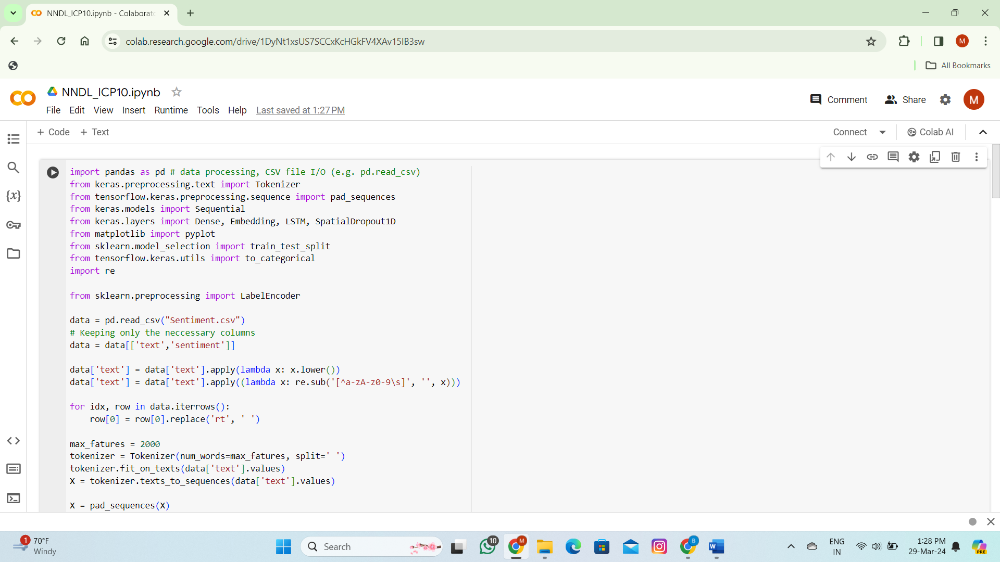 NNDL_ICP10.ipynb - Colaborato
colab.research.google.com/drive/1DyNt1xsUS7SCCxKcHGkFV4XAv15IB3sw
M
All Bookmarks
NNDL_ICP10.ipynb
File Edit View Insert Runtime Tools Help Last saved at 1:27 PM
Comment Share M
+ Code + Text
Connect Colab AI
import pandas as pd # data processing, CSV file I/O (e.g. pd.read_csv)
from keras.preprocessing.text import Tokenizer
from tensorflow.keras.preprocessing.sequence import pad_sequences
from keras.models import Sequential
from keras.layers import Dense, Embedding, LSTM, SpatialDropout1D
from matplotlib import pyplot
from sklearn.model_selection import train_test_split
from tensorflow.keras.utils import to_categorical
import re
from sklearn.preprocessing import LabelEncoder
data = pd.read_csv("Sentiment.csv")
# Keeping only the neccessary columns
data = data[['text','sentiment']]
data['text'] = data['text'].apply(lambda x: x.lower())
data['text'] = data['text'].apply((lambda x: re.sub('[^a-zA-z0-9\s]', '', x)))
for idx, row in data.iterrows():
    row[0] = row[0].replace('rt', ' ')
max_fatures = 2000
tokenizer = Tokenizer(num_words=max_fatures, split=' ')
tokenizer.fit_on_texts(data['text'].values)
X = tokenizer.texts_to_sequences(data['text'].values)
X = pad_sequences(X)
{x}
1
70°F
Windy
Search
10
M
B
W
ENG
IN
1:28 PM
29-Mar-24
PRE